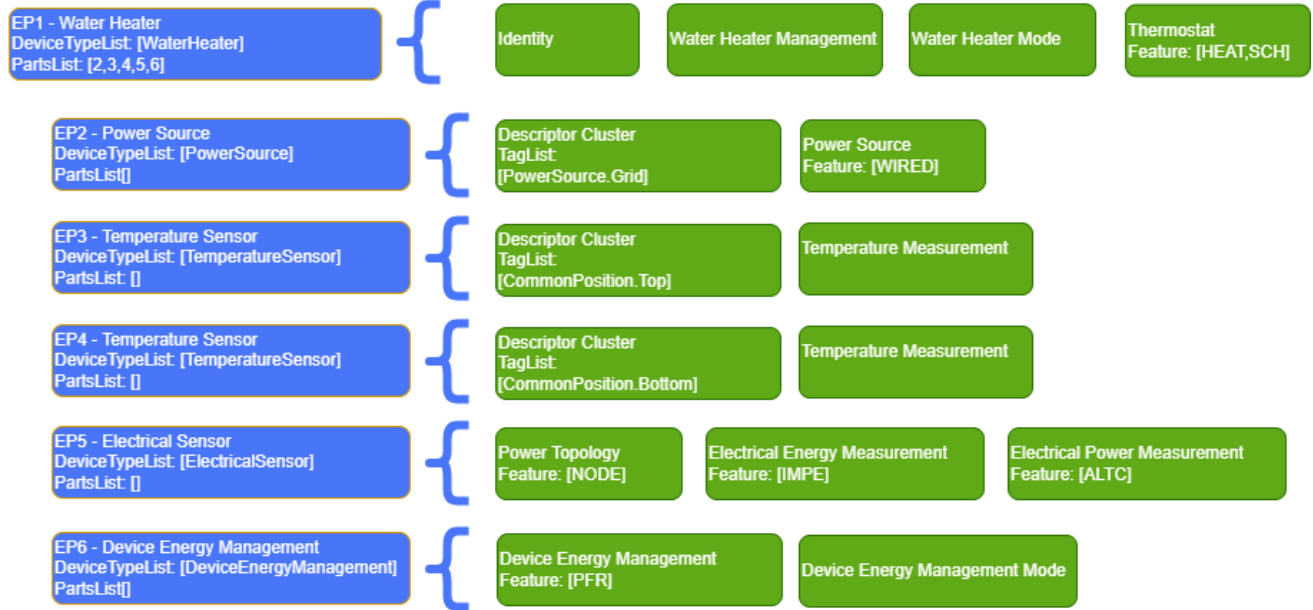 EP1 - Water Heater
DeviceTypeList: [WaterHeater]
PartsList: [2,3,4,5,6]
Identity
Water Heater Management
Water Heater Mode
Thermostat
Feature: [HEAT,SCH]
EP2 - Power Source
DeviceTypeList: [PowerSource]
PartsList[]
Descriptor Cluster
TagList:
[PowerSource.Grid]
Power Source
Feature: [WIRED]
EP3 - Temperature Sensor
DeviceTypeList: [TemperatureSensor]
PartsList: []
Descriptor Cluster
TagList:
[CommonPosition.Top]
Temperature Measurement
EP4 - Temperature Sensor
DeviceTypeList: [TemperatureSensor]
PartsList: []
Descriptor Cluster
TagList:
[CommonPosition.Bottom]
Temperature Measurement
EP5 - Electrical Sensor
DeviceTypeList: [ElectricalSensor]
PartsList: []
Power Topology
Feature: [NODE]
Electrical Energy Measurement
Feature: [IMPE]
Electrical Power Measurement
Feature: [ALTC]
EP6 - Device Energy Management
DeviceTypeList: [DeviceEnergyManagement]
PartsList[]
Device Energy Management
Feature: [PFR]
Device Energy Management Mode